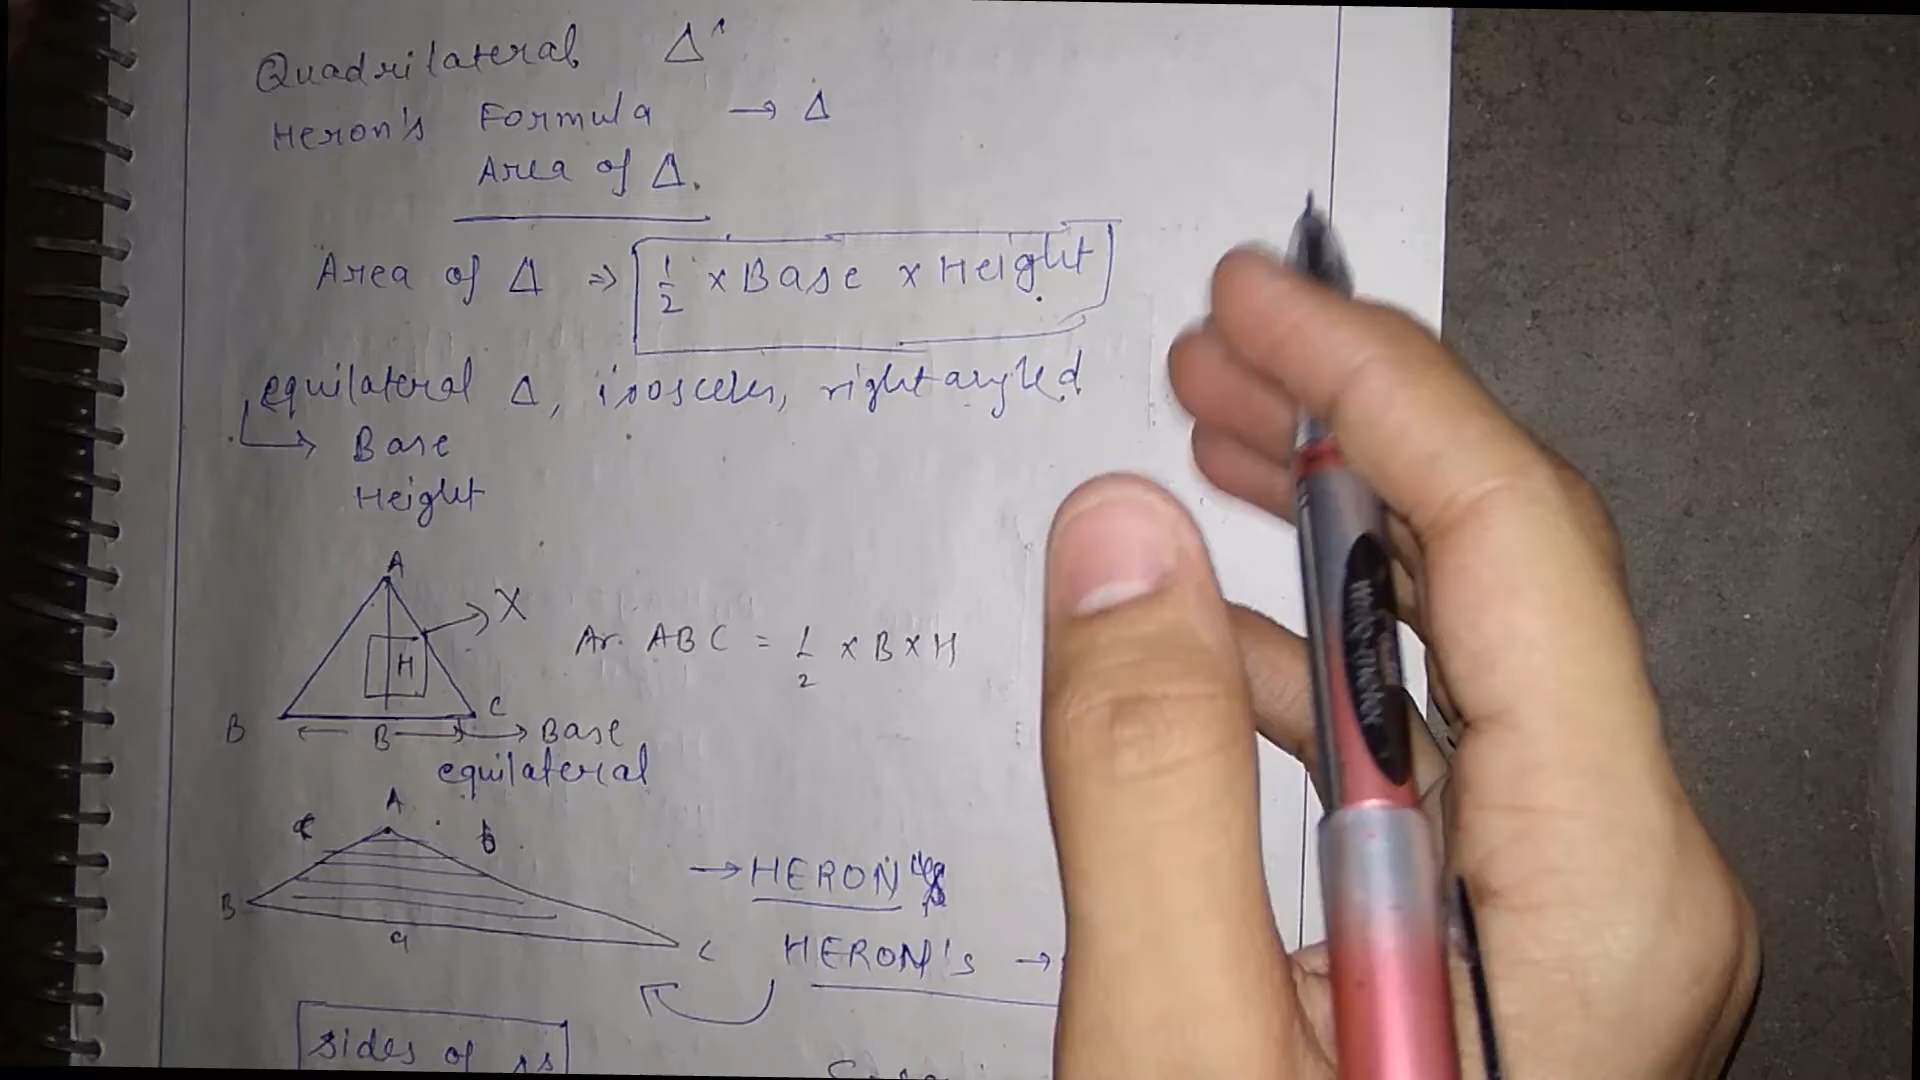 Quadrilateral Δ
Heron's Formula → Δ
Area of Δ.
Area of Δ ⇒ 1/2 × Base × Height
equilateral Δ, isosceles, right angled
→ Base
Height
A
→ X
H
Ar. ABC = 1/2 × B × H
B C
← B → → Base
equilateral
A
c b
→ HERON
B
a
C
HERON's →
sides of